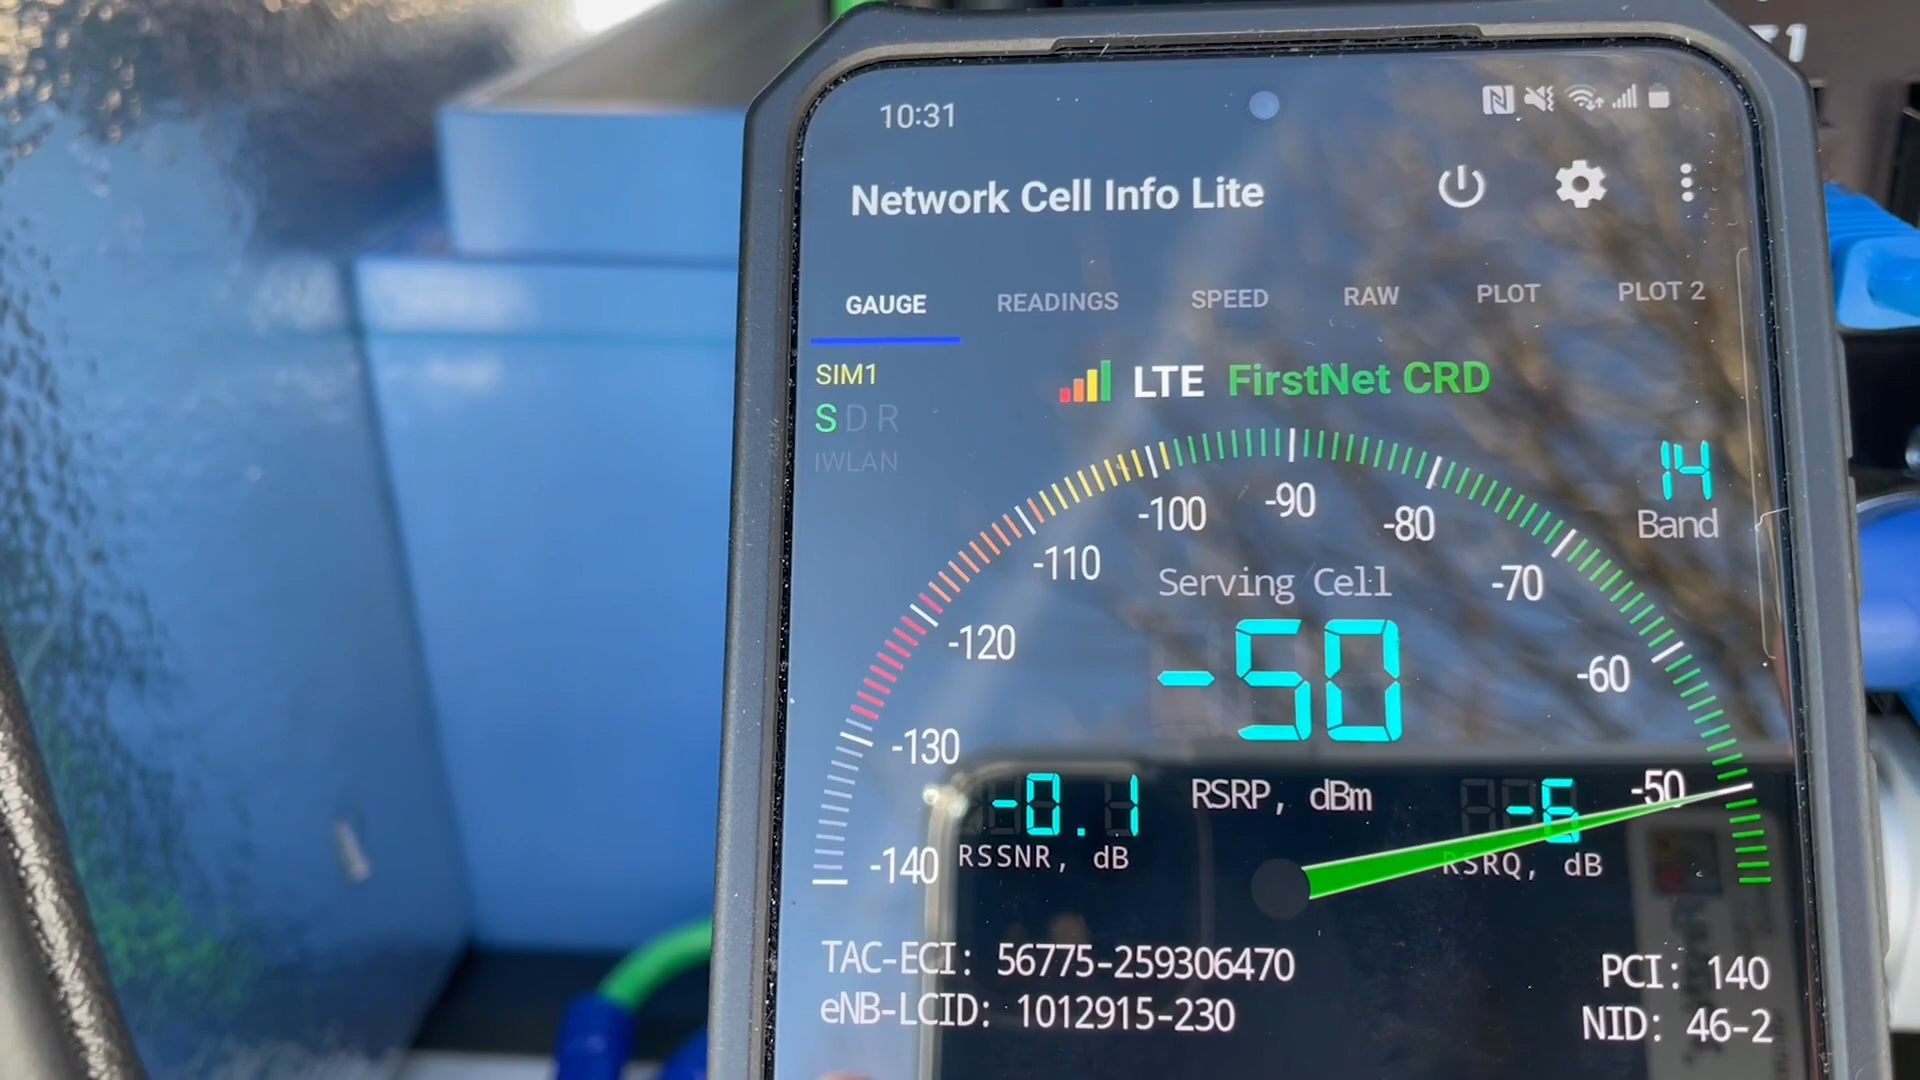 10:31
Network Cell Info Lite
GAUGE READINGS SPEED RAW PLOT PLOT 2
SIM1
LTE FirstNet CRD
S D R
IWLAN
14
Band
-140 -130 -120 -110 -100 -90 -80 -70 -60 -50
Serving Cell
-50
RSRP, dBm
-0.1
RSSNR, dB
-6
RSRQ, dB
TAC-ECI: 56775-259306470
PCI: 140
eNB-LCID: 1012915-230
NID: 46-2